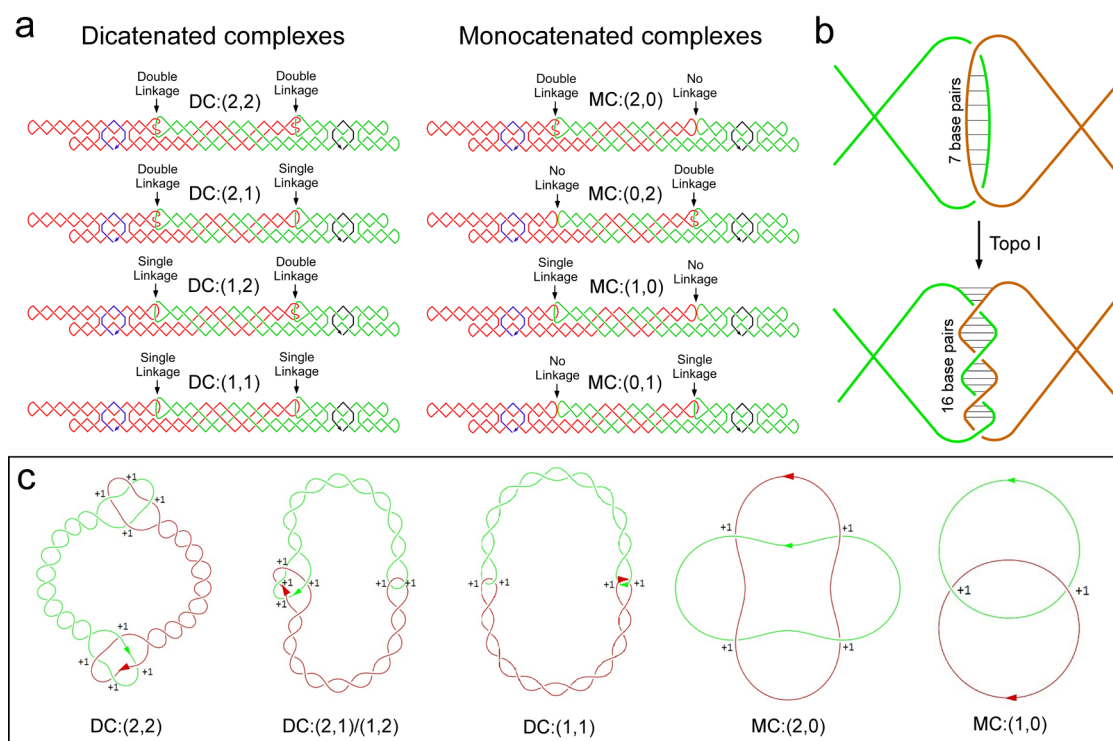 a
Dicatenated complexes
Monocatenated complexes
b
Double
Linkage
DC:(2,2)
Double
Linkage
Double
Linkage
MC:(2,0)
No
Linkage
Double
Linkage
DC:(2,1)
Single
Linkage
No
Linkage
MC:(0,2)
Double
Linkage
Single
Linkage
DC:(1,2)
Double
Linkage
Single
Linkage
MC:(1,0)
No
Linkage
Single
Linkage
DC:(1,1)
Single
Linkage
No
Linkage
MC:(0,1)
Single
Linkage
7 base pairs
Topo I
16 base pairs
c
+1
+1
+1
+1
+1
+1
+1
+1
DC:(2,2)
+1
+1
+1
+1
+1
+1
DC:(2,1)/(1,2)
+1
+1
+1
+1
DC:(1,1)
+1
+1
+1
+1
MC:(2,0)
+1
+1
MC:(1,0)